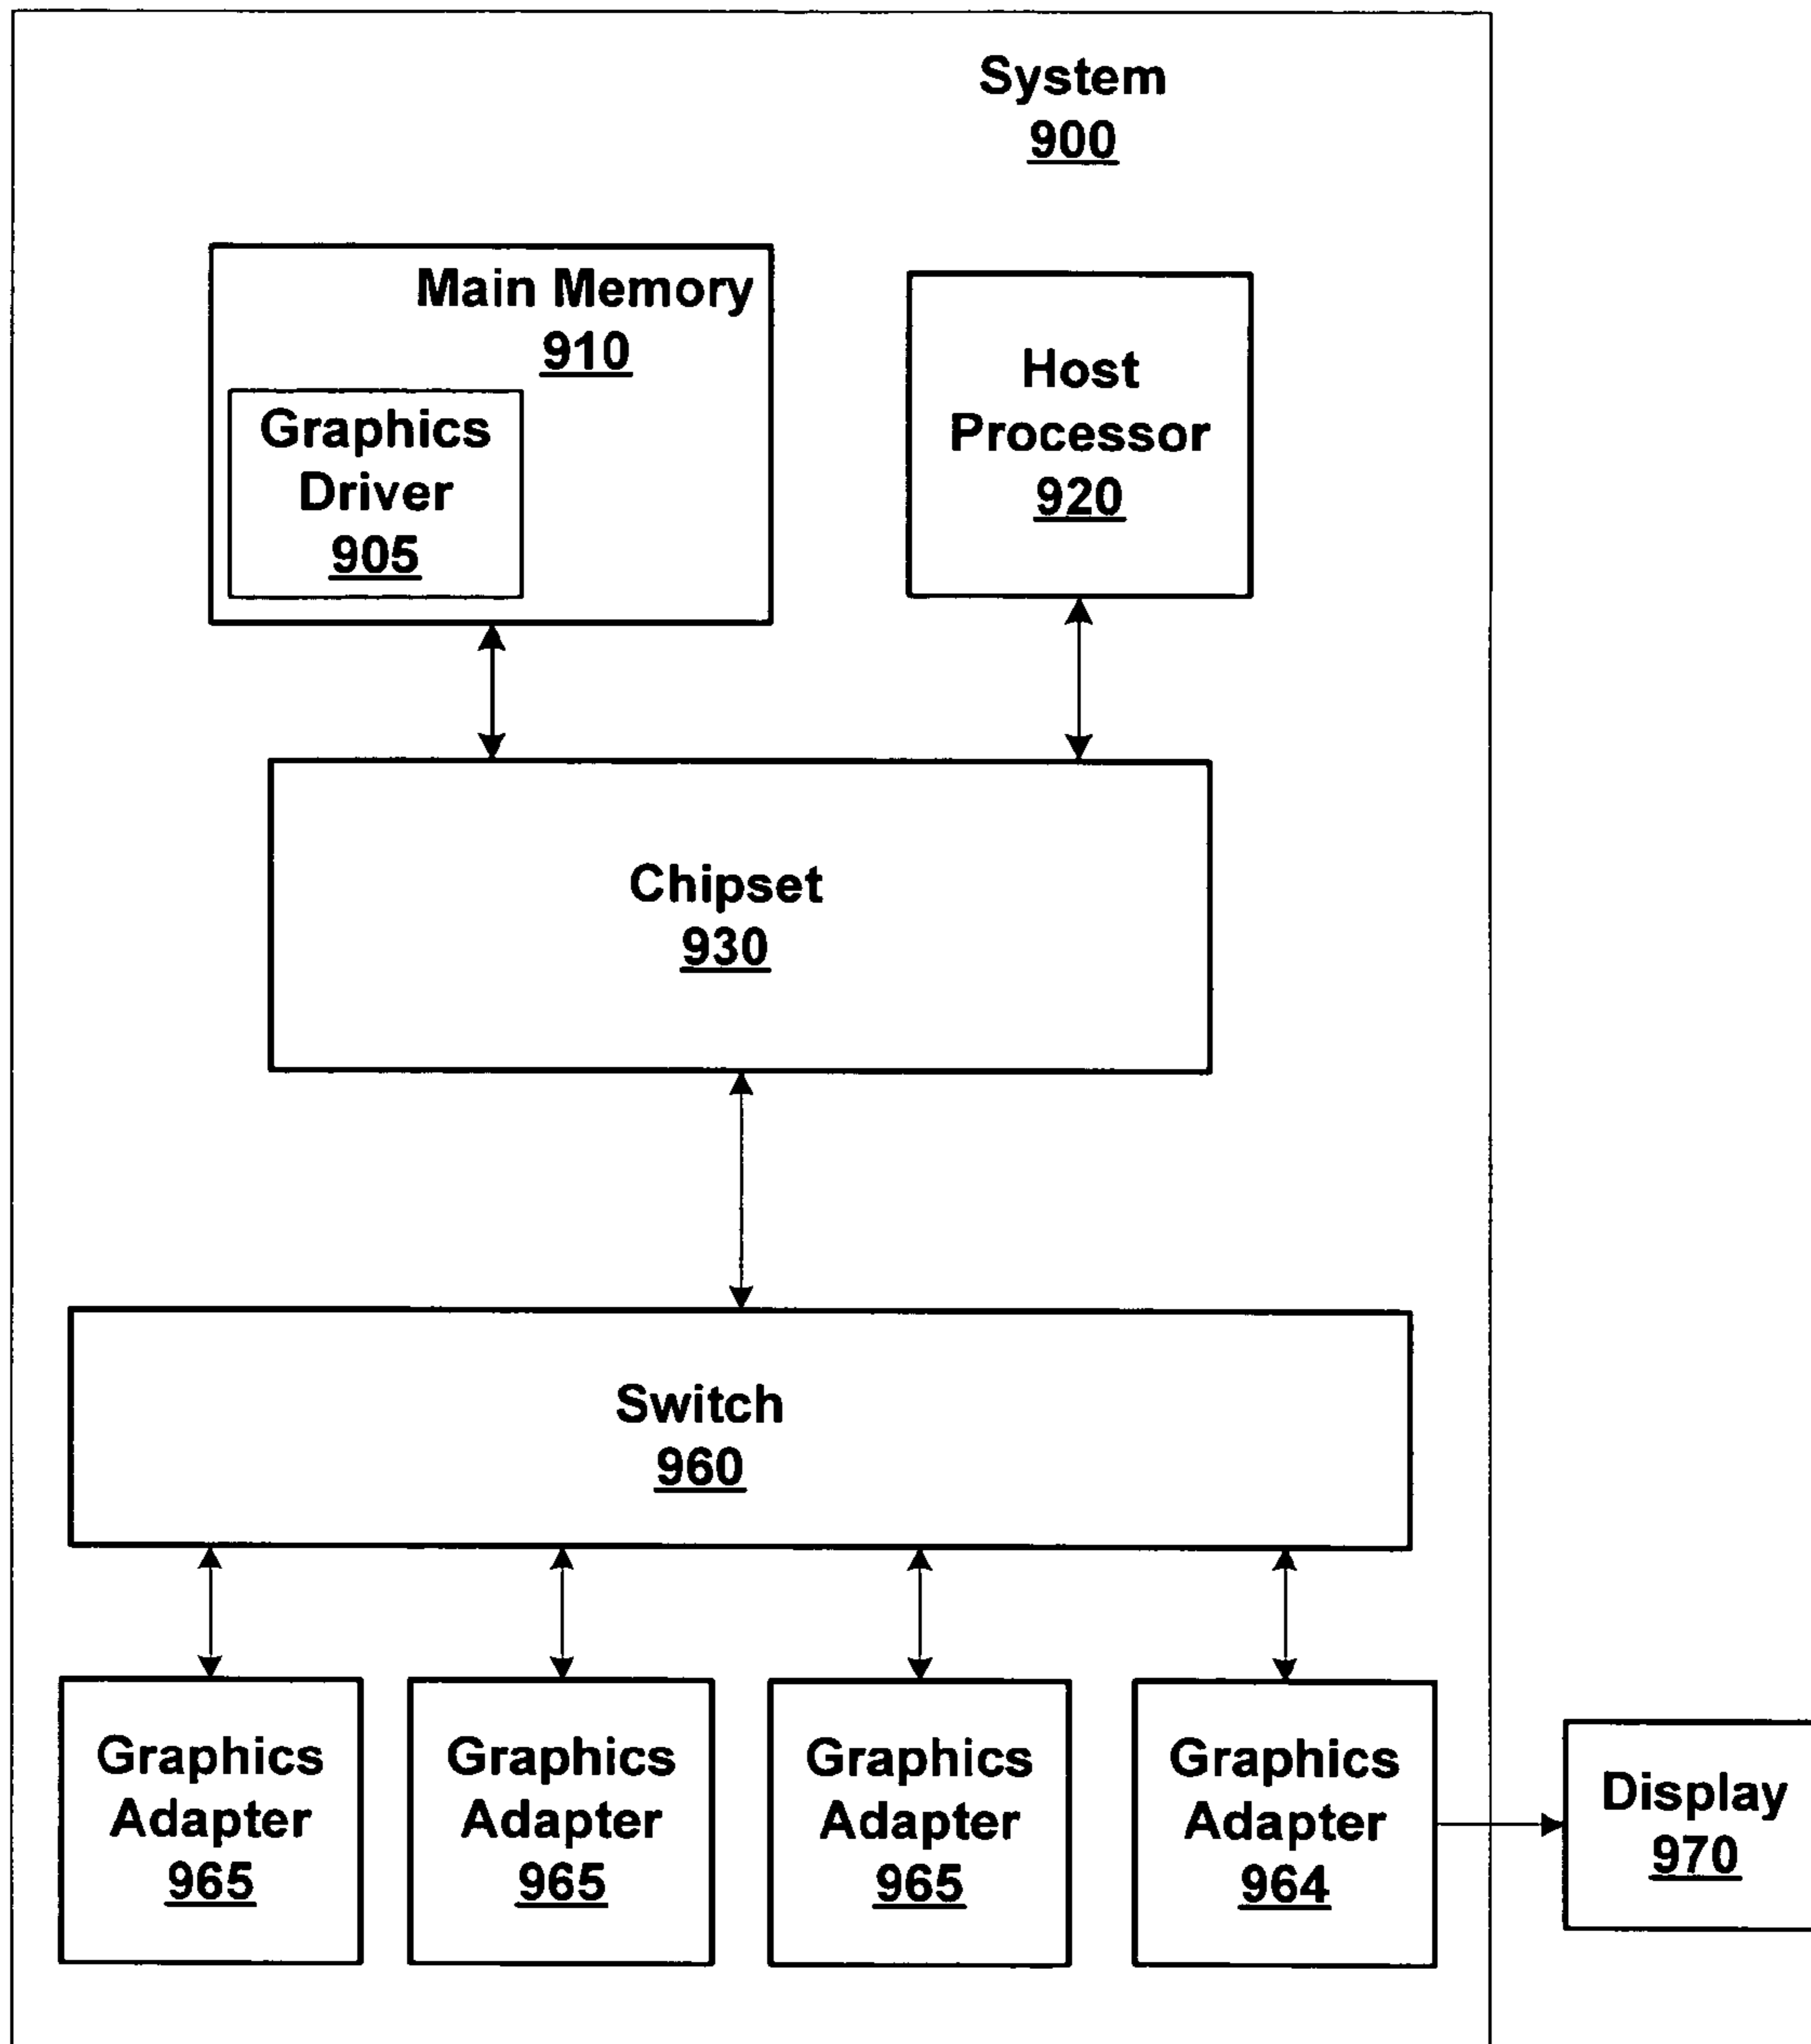 System
900
Main Memory
910
Graphics
Driver
905
Host
Processor
920
Chipset
930
Switch
960
Graphics
Adapter
965
Graphics
Adapter
965
Graphics
Adapter
965
Graphics
Adapter
964
Display
970